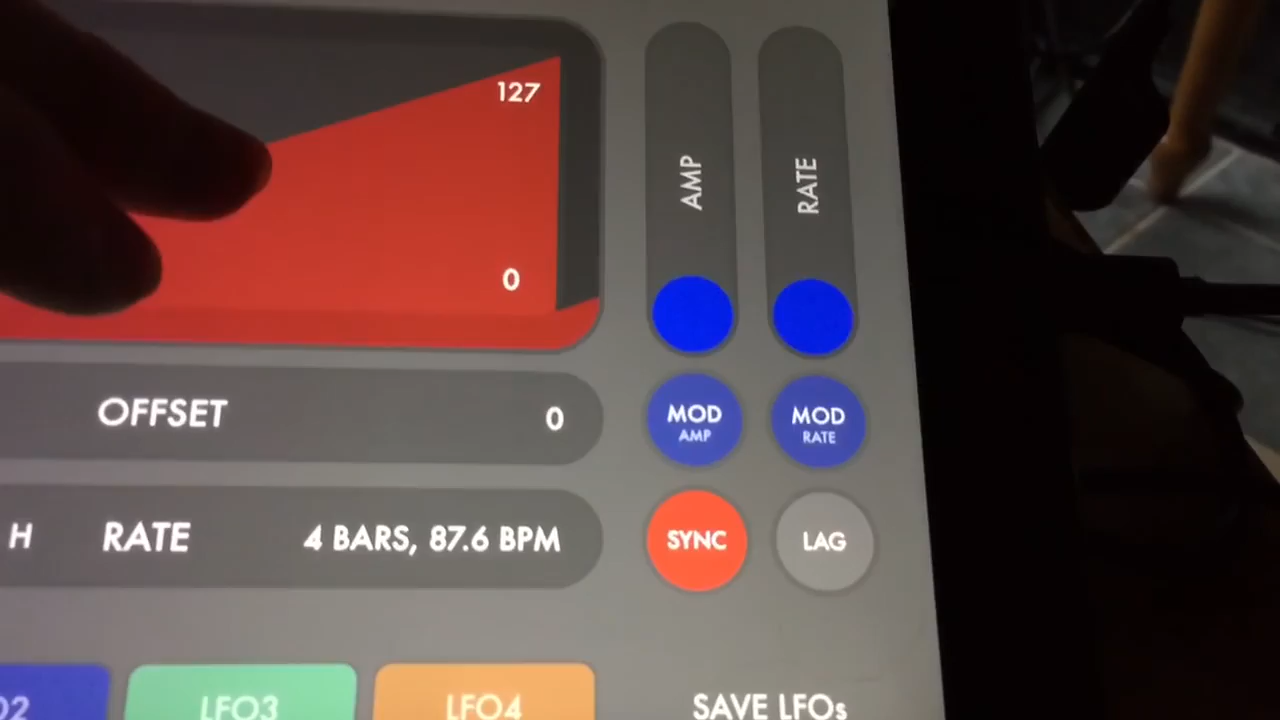 127
0
AMP
RATE
OFFSET 0
MOD
AMP
MOD
RATE
H RATE 4 BARS, 87.6 BPM
SYNC
LAG
O2
LFO3
LFO4
SAVE LFOs